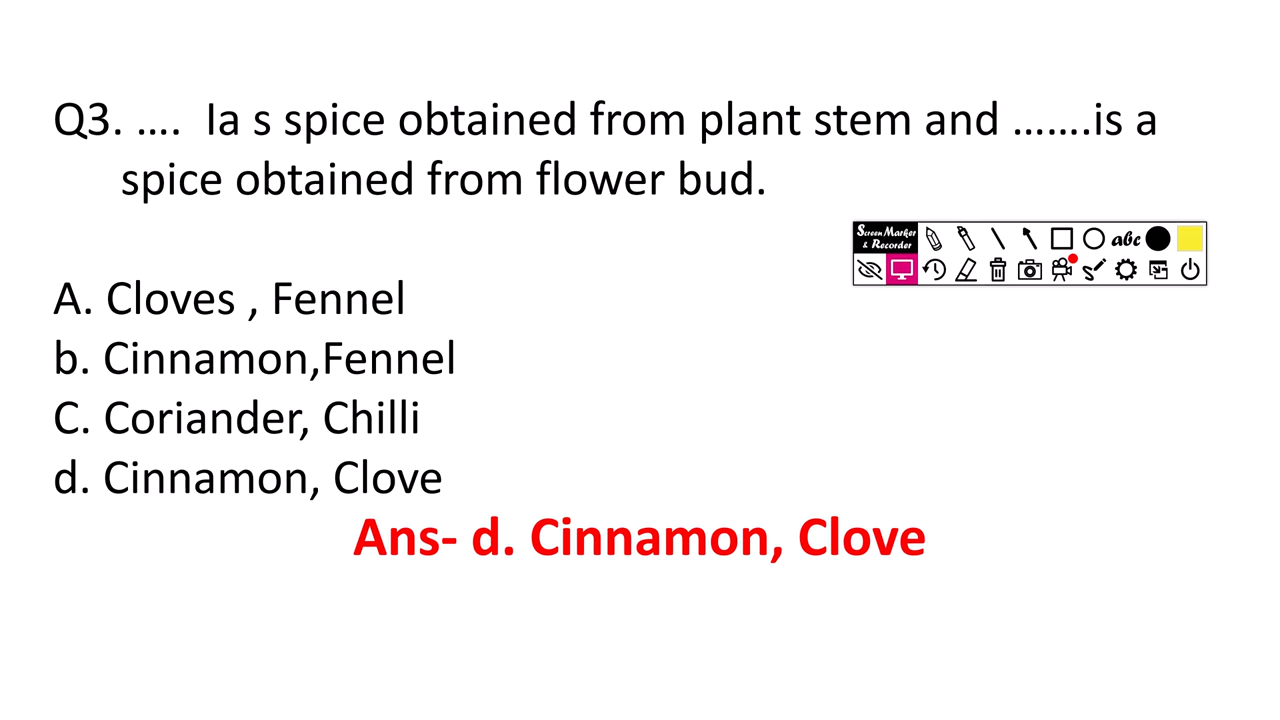 Q3. .... Ia s spice obtained from plant stem and .......is a
spice obtained from flower bud.
Screen Marker
& Recorder
abc
A. Cloves , Fennel
b. Cinnamon,Fennel
C. Coriander, Chilli
d. Cinnamon, Clove
Ans- d. Cinnamon, Clove